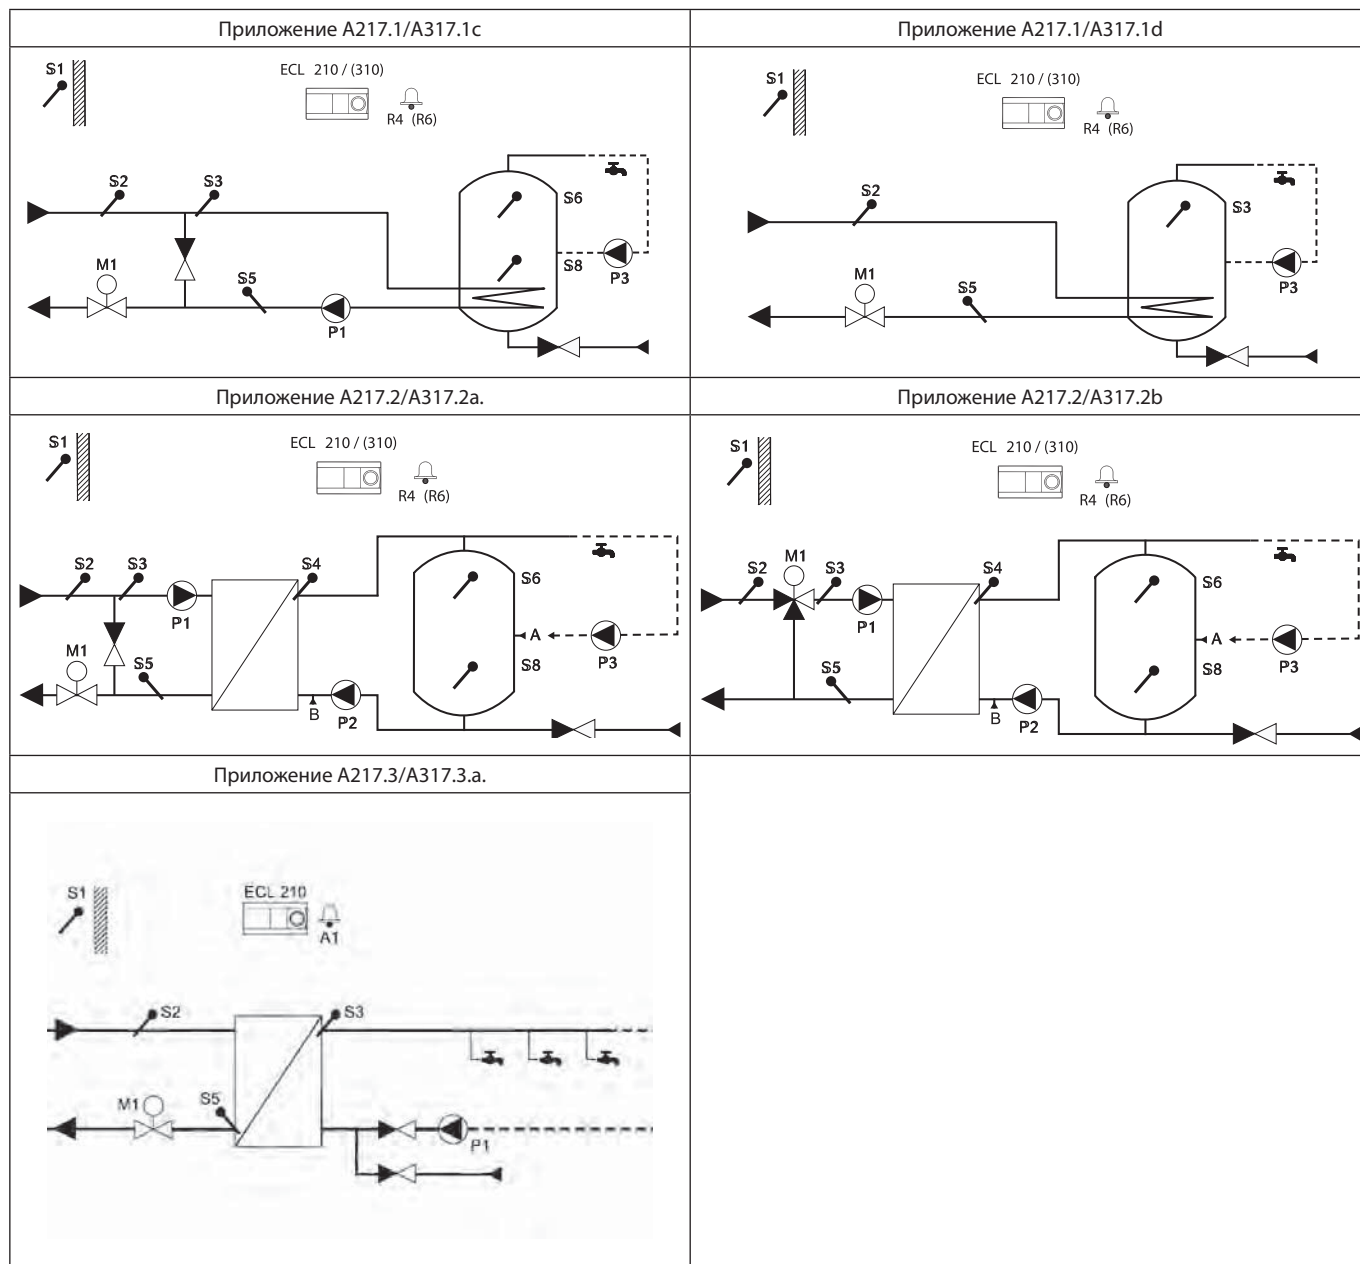 Приложение A217.1/A317.1c
S1
ECL 210 / (310)
R4 (R6)
S2
S3
S6
S8
P3
M1
S5
P1
Приложение A217.1/A317.1d
S1
ECL 210 / (310)
R4 (R6)
S2
S3
P3
M1
S5
Приложение A217.2/A317.2a.
S1
ECL 210 / (310)
R4 (R6)
S2
S3
S4
S6
P1
A
P3
M1
S5
S8
B
P2
Приложение A217.2/A317.2b
S1
ECL 210 / (310)
R4 (R6)
M1
S2
S3
S4
S6
P1
A
P3
S5
S8
B
P2
Приложение A217.3/A317.3.a.
S1
ECL 210
A1
S2
S3
M1
S5
P1